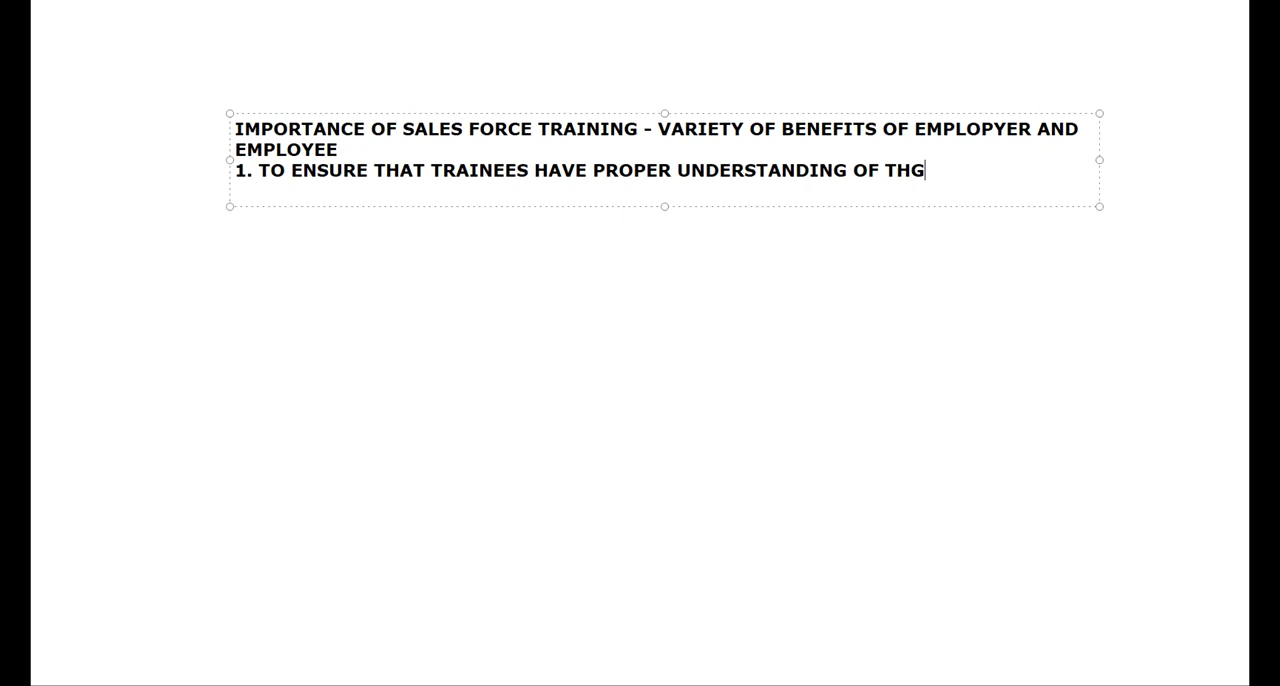 IMPORTANCE OF SALES FORCE TRAINING - VARIETY OF BENEFITS OF EMPLOPYER AND
EMPLOYEE
1. TO ENSURE THAT TRAINEES HAVE PROPER UNDERSTANDING OF THG